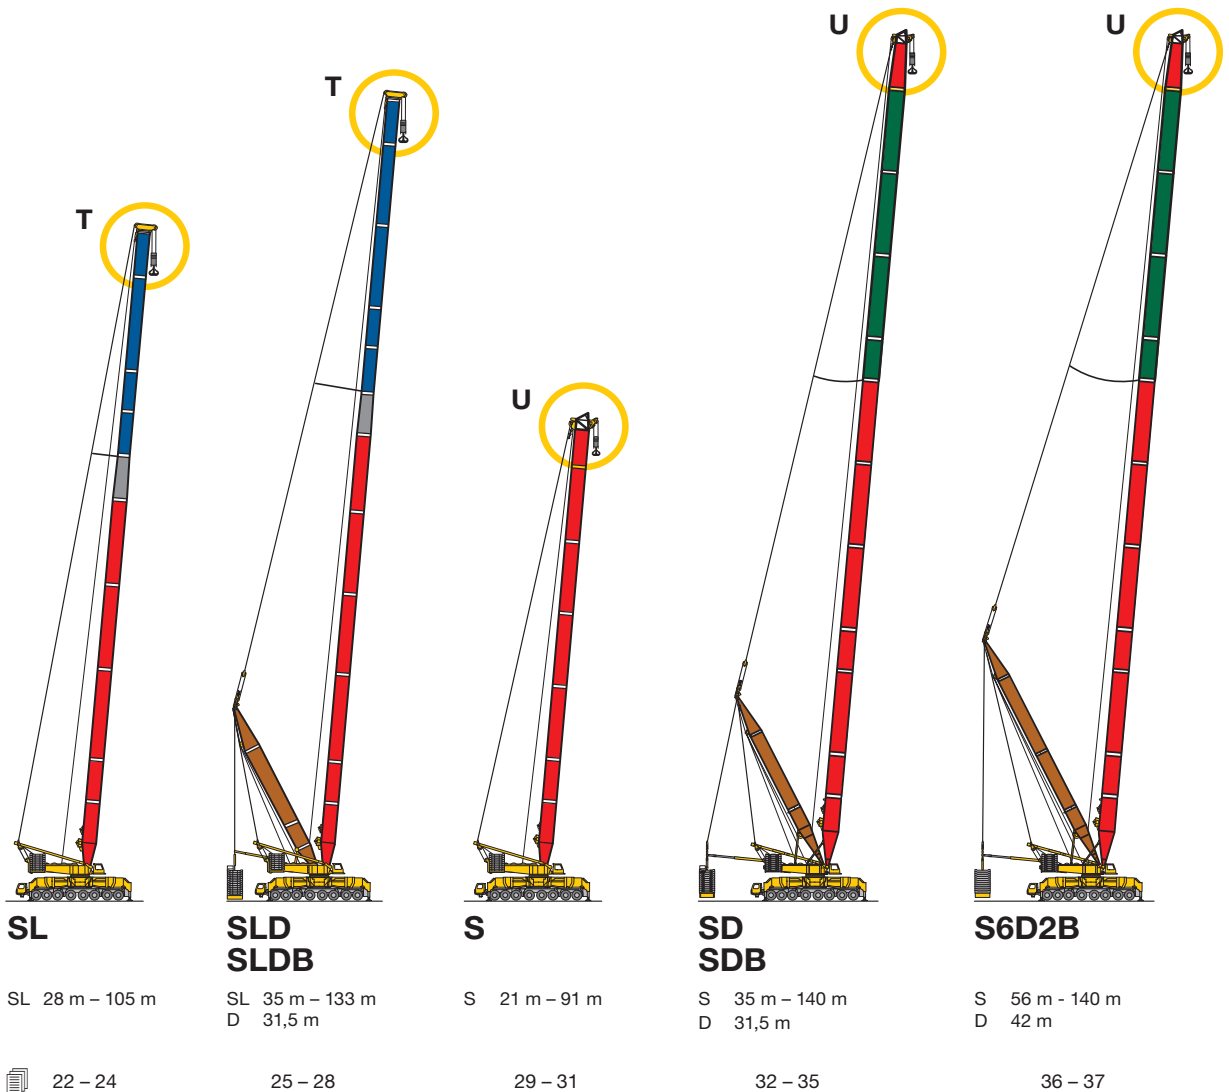 U
U
T
T
U
SL
SLD
SLDB
S
SD
SDB
S6D2B
SL 28 m – 105 m
SL 35 m – 133 m
D 31,5 m
S 21 m – 91 m
S 35 m – 140 m
D 31,5 m
S 56 m - 140 m
D 42 m
22 – 24
25 – 28
29 – 31
32 – 35
36 – 37